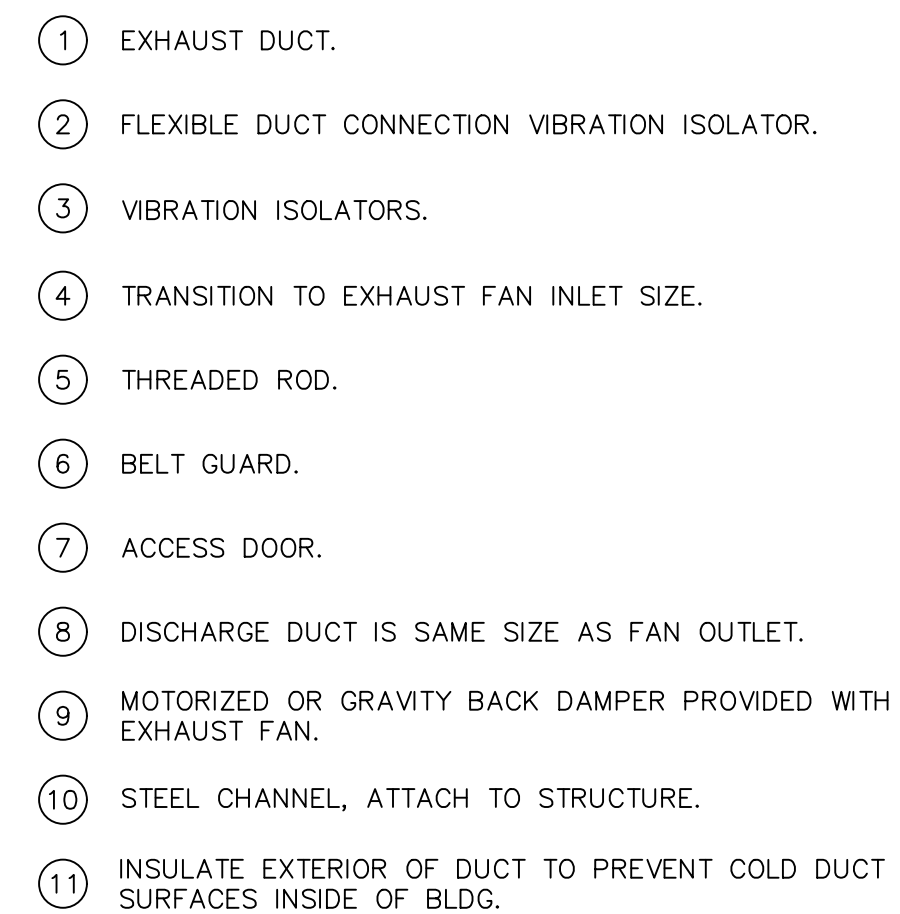 1 EXHAUST DUCT.
2 FLEXIBLE DUCT CONNECTION VIBRATION ISOLATOR.
3 VIBRATION ISOLATORS.
4 TRANSITION TO EXHAUST FAN INLET SIZE.
5 THREADED ROD.
6 BELT GUARD.
7 ACCESS DOOR.
8 DISCHARGE DUCT IS SAME SIZE AS FAN OUTLET.
9 MOTORIZED OR GRAVITY BACK DAMPER PROVIDED WITH
EXHAUST FAN.
10 STEEL CHANNEL, ATTACH TO STRUCTURE.
11 INSULATE EXTERIOR OF DUCT TO PREVENT COLD DUCT
SURFACES INSIDE OF BLDG.